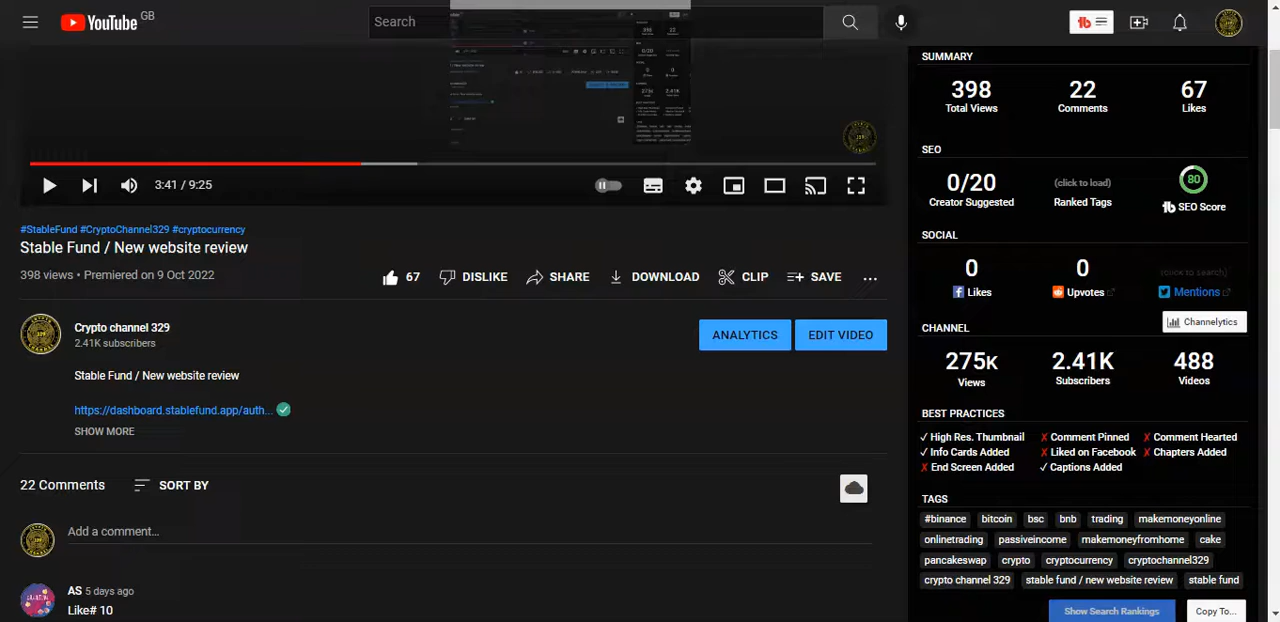 YouTube GB
Search
3:41 / 9:25
#StableFund #CryptoChannel329 #cryptocurrency
Stable Fund / New website review
398 views • Premiered on 9 Oct 2022
67 DISLIKE SHARE DOWNLOAD CLIP SAVE ...
Crypto channel 329
2.41K subscribers
ANALYTICS EDIT VIDEO
Stable Fund / New website review
https://dashboard.stablefund.app/auth...
SHOW MORE
22 Comments SORT BY
Add a comment...
AS 5 days ago
Like# 10
SUMMARY
398 22 67
Total Views Comments Likes
SEO
0/20 (click to load) 80
Creator Suggested Ranked Tags tb SEO Score
SOCIAL
0 0 (click to search)
Likes Upvotes Mentions
Channelytics
CHANNEL
275K 2.41K 488
Views Subscribers Videos
BEST PRACTICES
✓ High Res. Thumbnail ✗ Comment Pinned ✗ Comment Hearted
✓ Info Cards Added ✗ Liked on Facebook ✗ Chapters Added
✗ End Screen Added ✓ Captions Added
TAGS
#binance bitcoin bsc bnb trading makemoneyonline
onlinetrading passiveincome makemoneyfromhome cake
pancakeswap crypto cryptocurrency cryptochannel329
crypto channel 329 stable fund / new website review stable fund
Show Search Rankings Copy To...